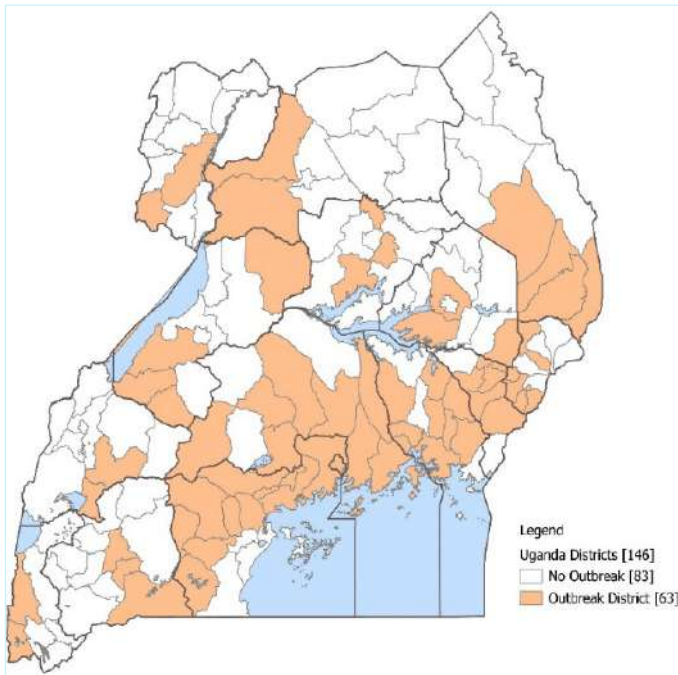 Legend
Uganda Districts [146]
No Outbreak [83]
Outbreak District [63]